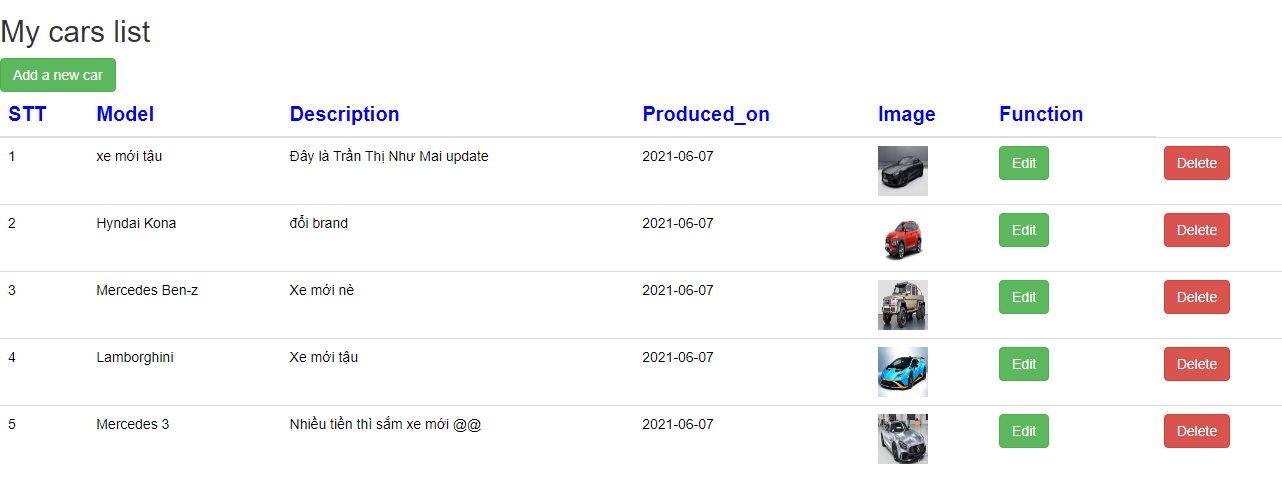 My cars list
Add a new car
STT Model Description Produced_on Image Function
1 xe mới tậu Đây là Trần Thị Như Mai update 2021-06-07 Edit Delete
2 Hyndai Kona đổi brand 2021-06-07 Edit Delete
3 Mercedes Ben-z Xe mới nè 2021-06-07 Edit Delete
4 Lamborghini Xe mới tậu 2021-06-07 Edit Delete
5 Mercedes 3 Nhiều tiền thì sắm xe mới @@ 2021-06-07 Edit Delete